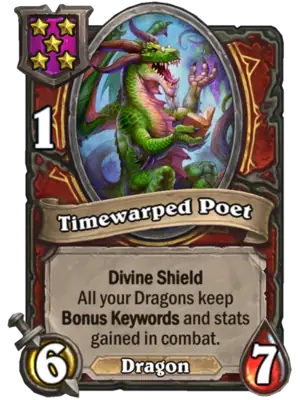 1
Timewarped Poet
Divine Shield
All your Dragons keep
Bonus Keywords and stats
gained in combat.
6
Dragon
7